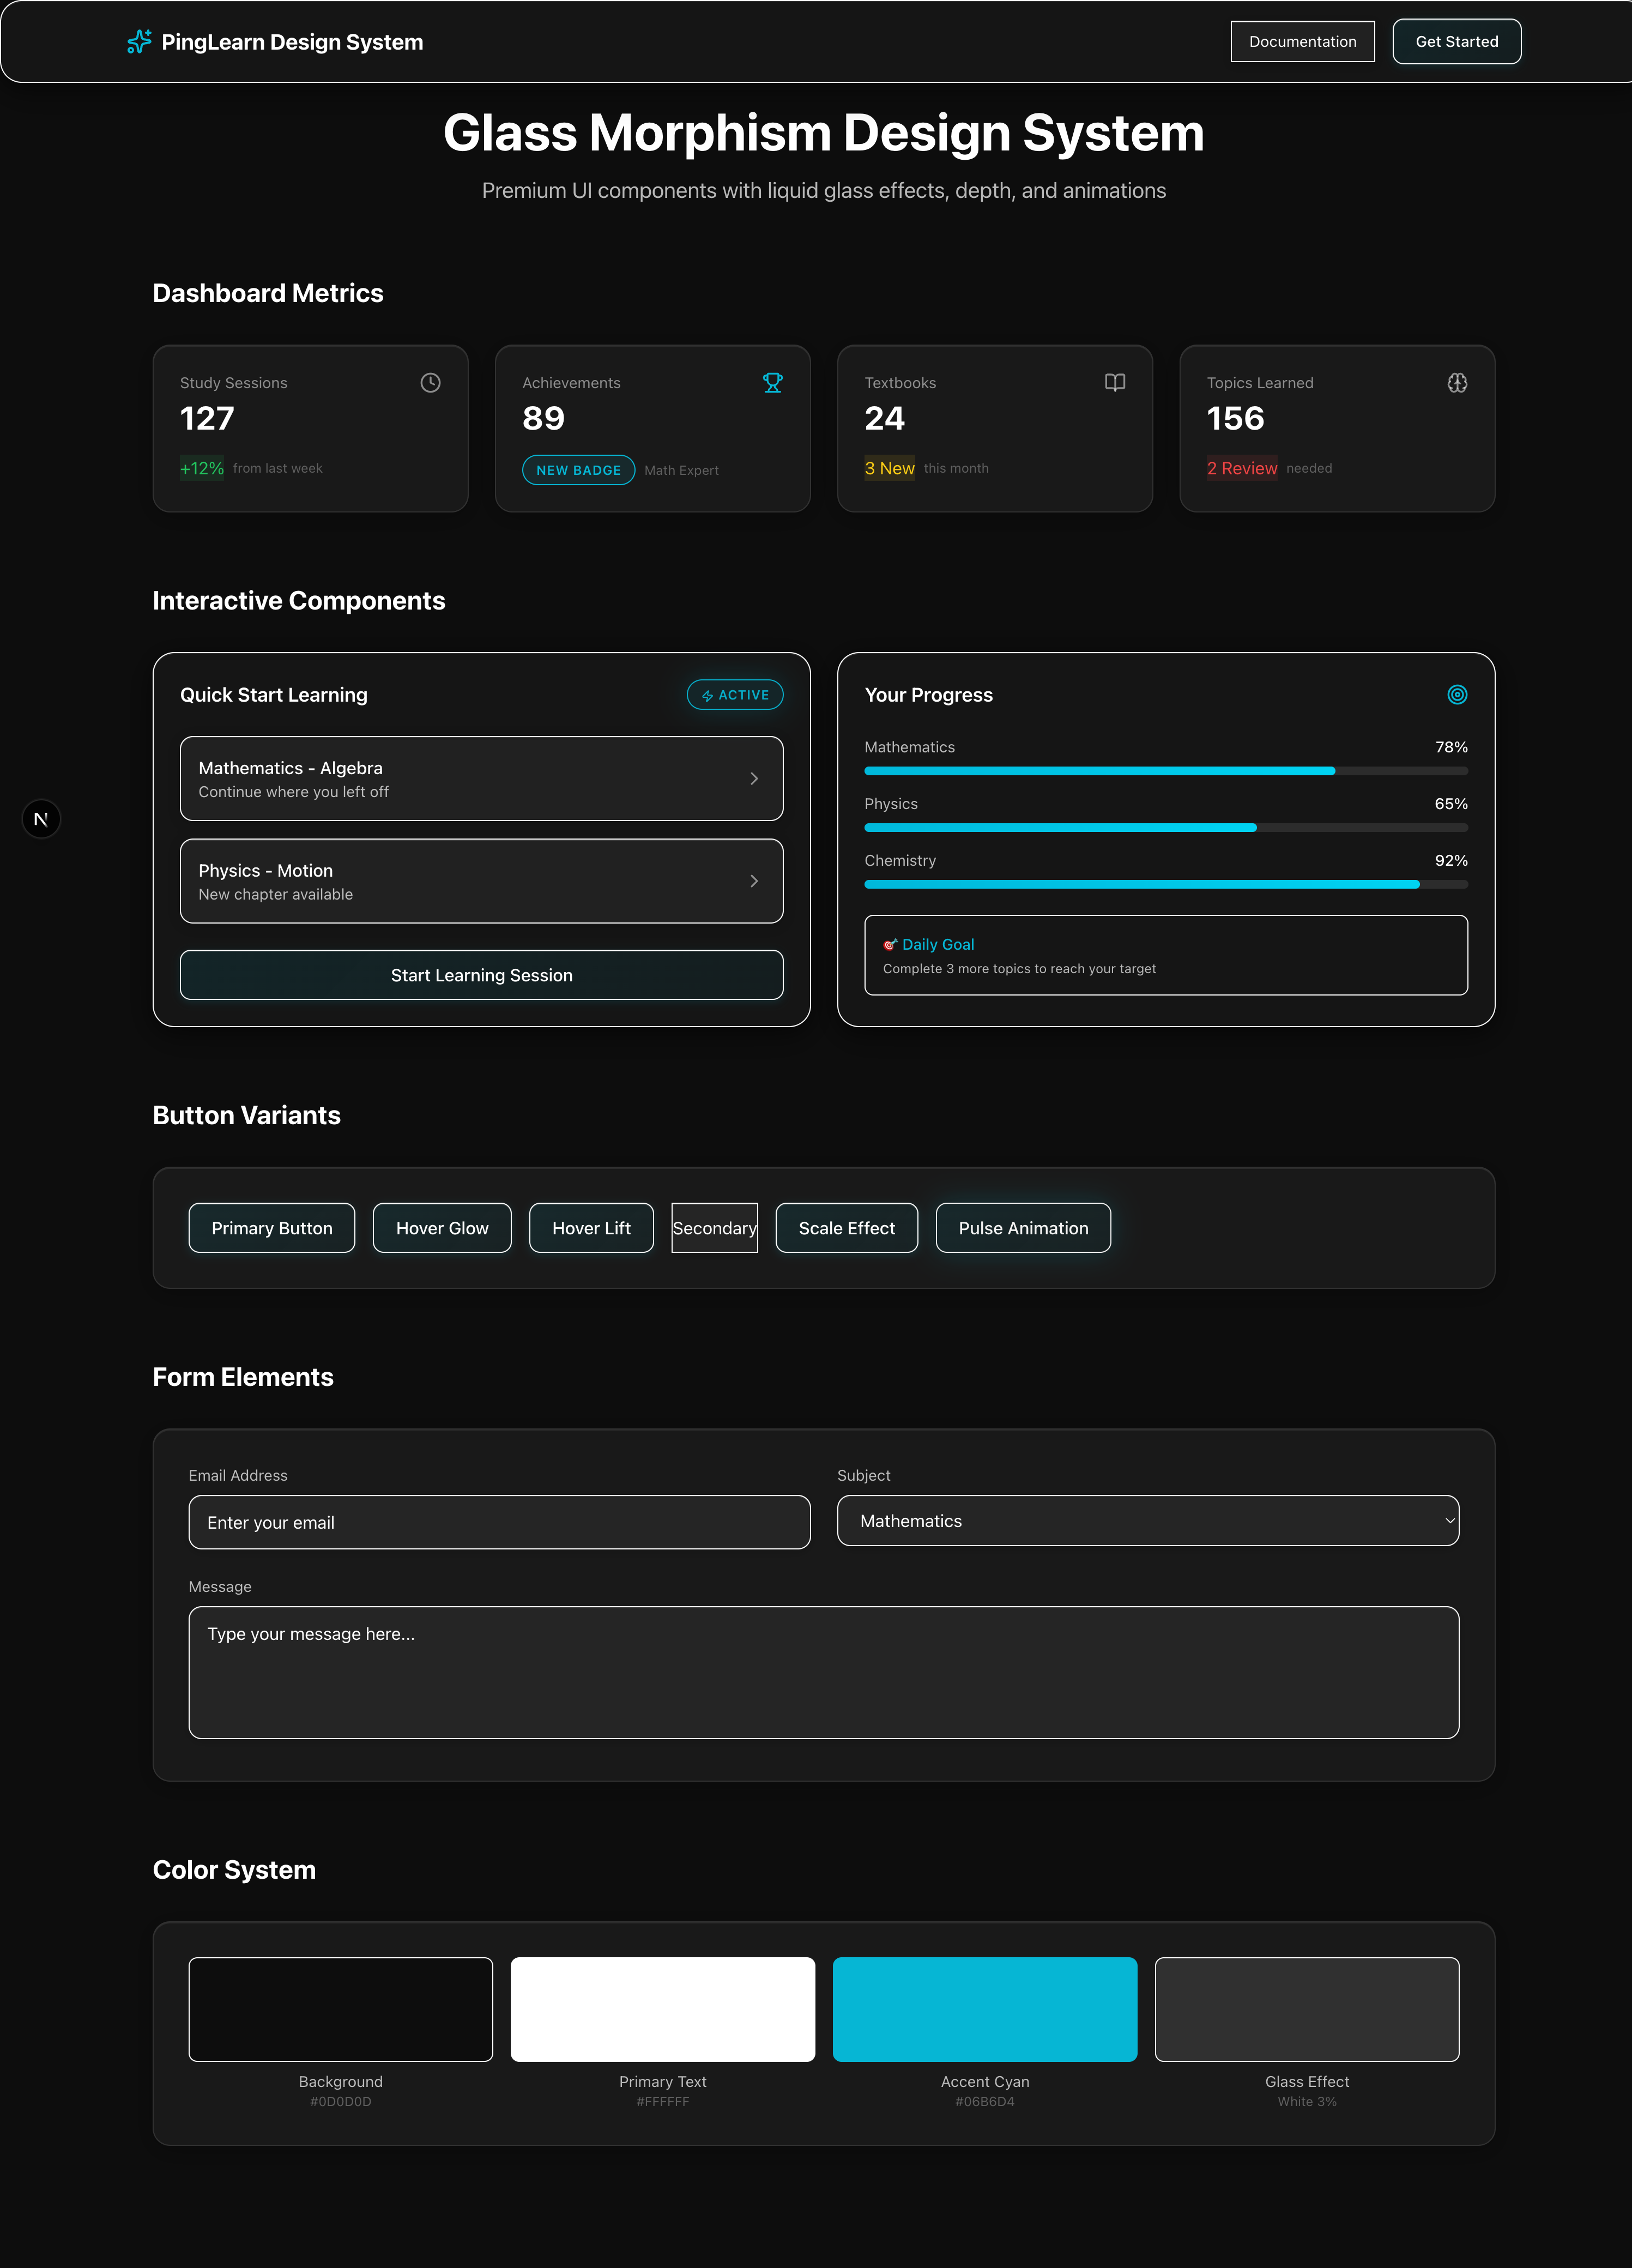 PingLearn Design System
Documentation
Get Started
Glass Morphism Design System
Premium UI components with liquid glass effects, depth, and animations
Dashboard Metrics
Study Sessions
127
+12% from last week
Achievements
89
NEW BADGE Math Expert
Textbooks
24
3 New this month
Topics Learned
156
2 Review needed
Interactive Components
Quick Start Learning
ACTIVE
Mathematics - Algebra
Continue where you left off
Physics - Motion
New chapter available
Start Learning Session
Your Progress
Mathematics 78%
Physics 65%
Chemistry 92%
🎯 Daily Goal
Complete 3 more topics to reach your target
N
Button Variants
Primary Button
Hover Glow
Hover Lift
Secondary
Scale Effect
Pulse Animation
Form Elements
Email Address
Enter your email
Subject
Mathematics
Message
Type your message here...
Color System
Background
#0D0D0D
Primary Text
#FFFFFF
Accent Cyan
#06B6D4
Glass Effect
White 3%